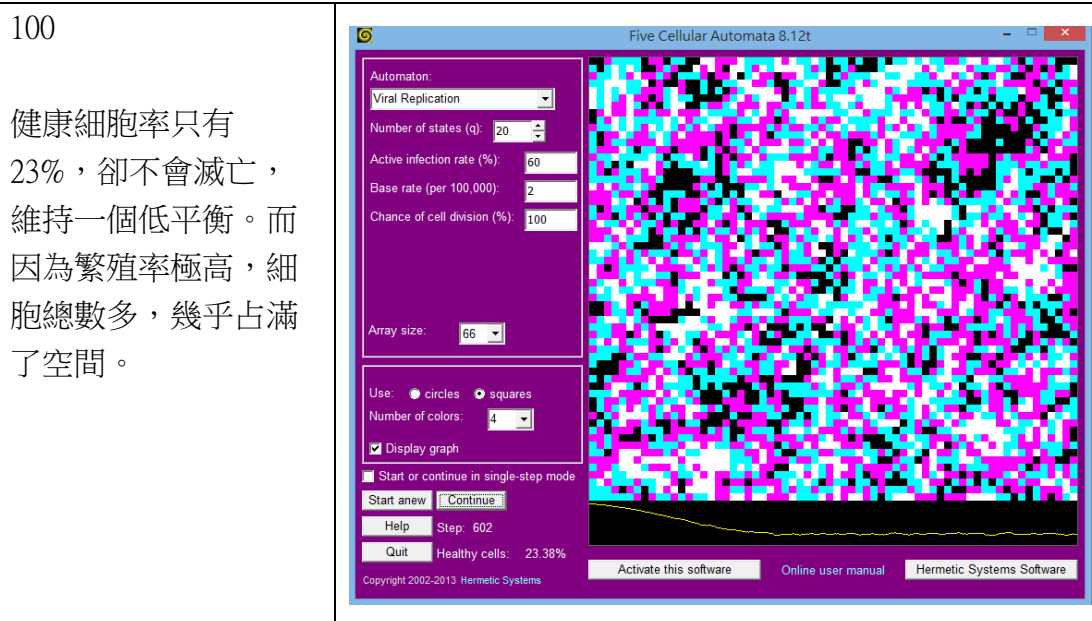 100
健康細胞率只有
23%,卻不會滅亡,
維持一個低平衡。而
因為繁殖率極高,細
胞總數多,幾乎占滿
了空間。
Five Cellular Automata 8.12t
Automaton:
Viral Replication
Number of states (q): 20
Active infection rate (%): 60
Base rate (per 100,000): 2
Chance of cell division (%): 100
Array size: 66
Use: circles squares
Number of colors: 4
Display graph
Start or continue in single-step mode
Start anew Continue
Help Step: 602
Quit Healthy cells: 23.38%
Copyright 2002-2013 Hermetic Systems
Activate this software Online user manual Hermetic Systems Software